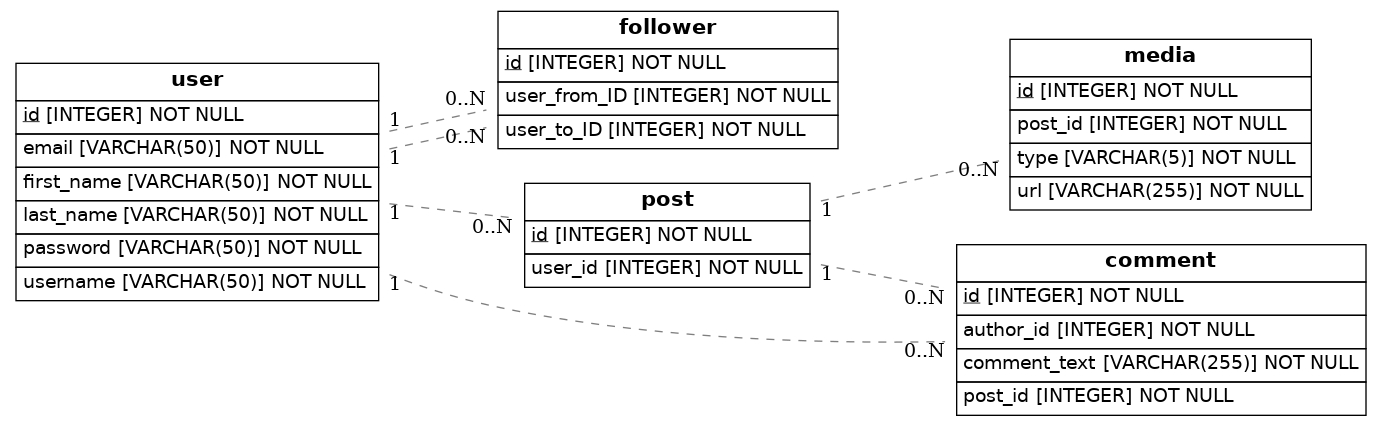 user
id [INTEGER] NOT NULL
email [VARCHAR(50)] NOT NULL
first_name [VARCHAR(50)] NOT NULL
last_name [VARCHAR(50)] NOT NULL
password [VARCHAR(50)] NOT NULL
username [VARCHAR(50)] NOT NULL
1
1
1
1
follower
id [INTEGER] NOT NULL
user_from_ID [INTEGER] NOT NULL
user_to_ID [INTEGER] NOT NULL
0..N
0..N
post
id [INTEGER] NOT NULL
user_id [INTEGER] NOT NULL
0..N
1
1
media
id [INTEGER] NOT NULL
post_id [INTEGER] NOT NULL
type [VARCHAR(5)] NOT NULL
url [VARCHAR(255)] NOT NULL
0..N
comment
id [INTEGER] NOT NULL
author_id [INTEGER] NOT NULL
comment_text [VARCHAR(255)] NOT NULL
post_id [INTEGER] NOT NULL
0..N
0..N